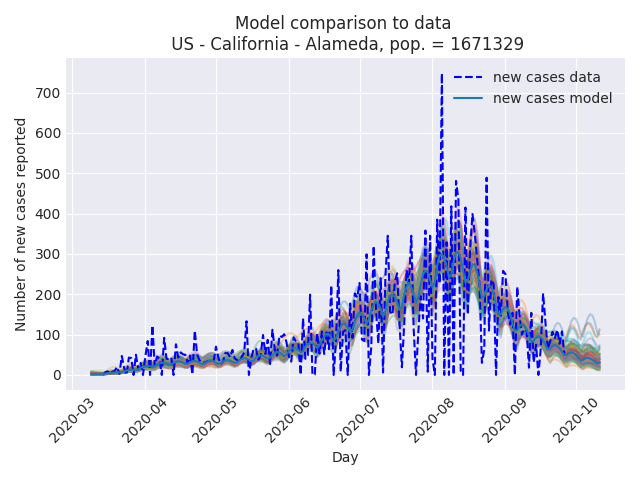 Model comparison to data
US - California - Alameda, pop. = 1671329
new cases data
new cases model
Number of new cases reported
700
600
500
400
300
200
100
0
2020-03
2020-04
2020-05
2020-06
2020-07
2020-08
2020-09
2020-10
Day